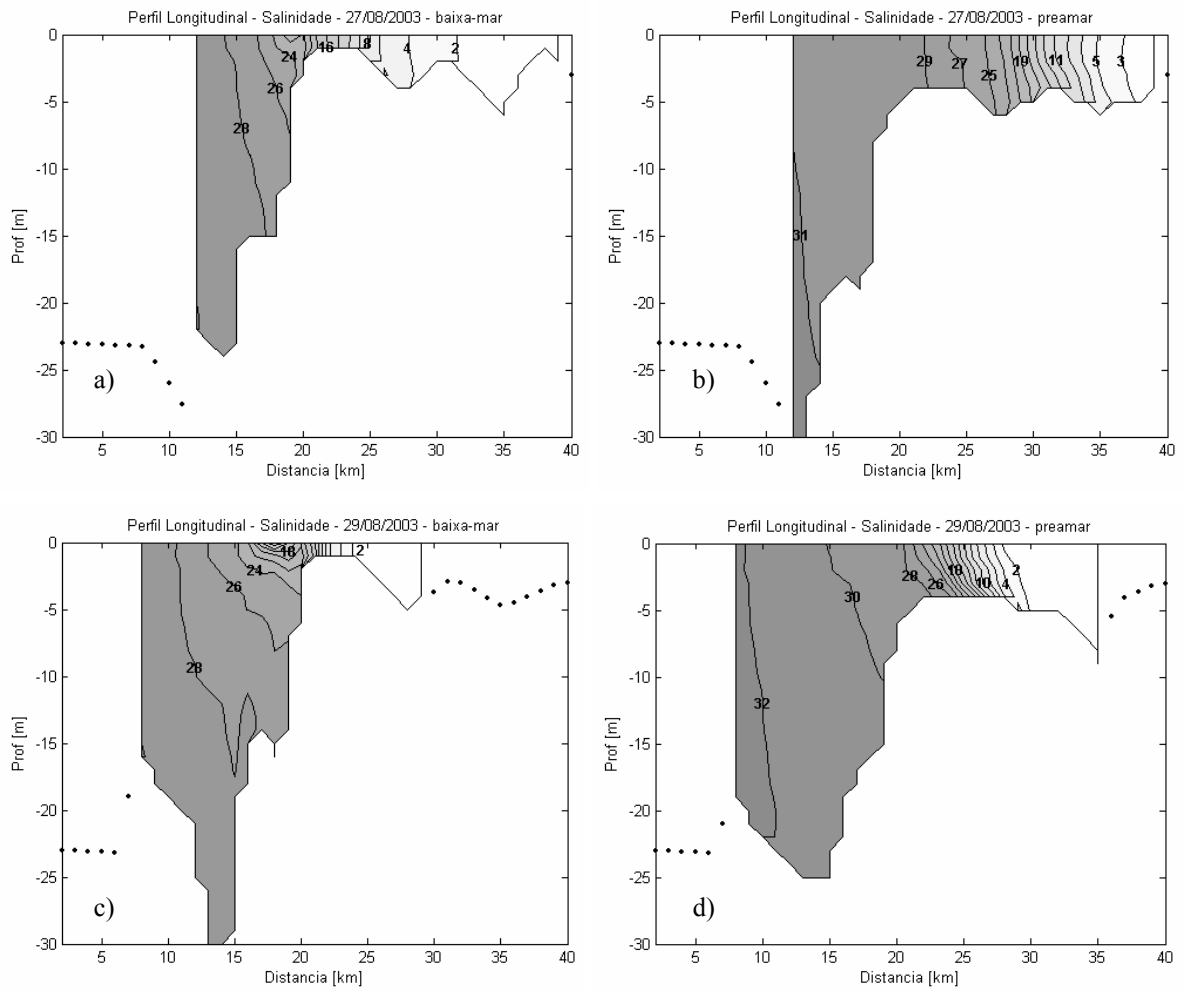 Perfil Longitudinal - Salinidade - 27/08/2003 - baixa-mar
0
-5
-10
-15
-20
-25
-30
Prof [m]
24
26
28
16
8
4
2
a)
5 10 15 20 25 30 35 40
Distancia [km]
Perfil Longitudinal - Salinidade - 27/08/2003 - preamar
0
-5
-10
-15
-20
-25
-30
Prof [m]
29 27 25 19 11 5 3
31
b)
5 10 15 20 25 30 35 40
Distancia [km]
Perfil Longitudinal - Salinidade - 29/08/2003 - baixa-mar
0
-5
-10
-15
-20
-25
-30
Prof [m]
2
24
26
28
c)
5 10 15 20 25 30 35 40
Distancia [km]
Perfil Longitudinal - Salinidade - 29/08/2003 - preamar
0
-5
-10
-15
-20
-25
-30
Prof [m]
28 26 10 4 2
30
32
d)
5 10 15 20 25 30 35 40
Distancia [km]